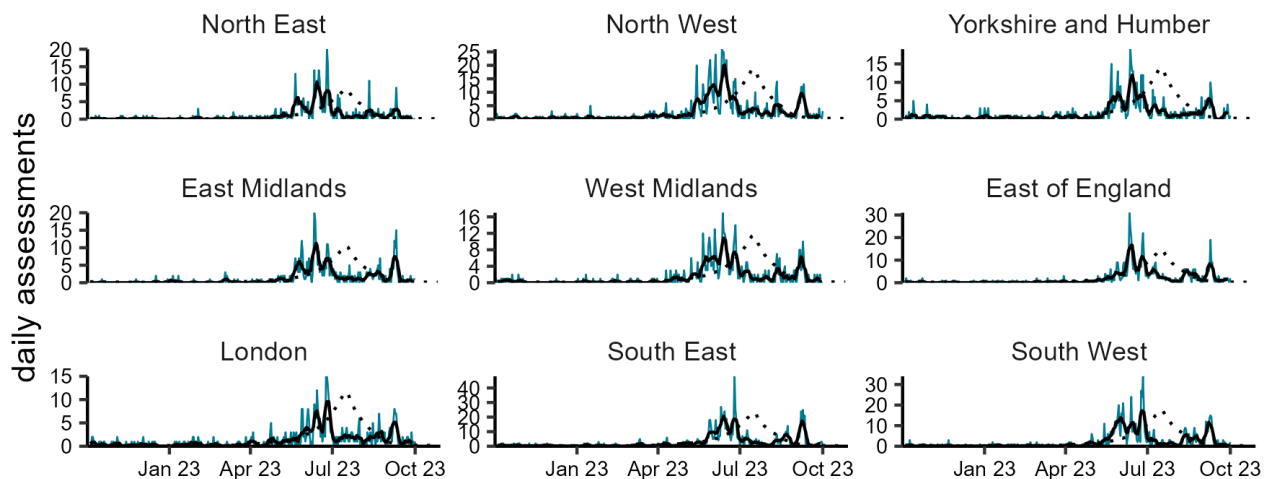 North East North West Yorkshire and Humber
20 15 10 5 0
25 20 15 10 5 0
15 10 5 0
daily assessments
East Midlands West Midlands East of England
20 15 10 5 0
16 12 8 4 0
30 20 10 0
London South East South West
15 10 5 0
40 30 20 10 0
30 20 10 0
Jan 23 Apr 23 Jul 23 Oct 23 Jan 23 Apr 23 Jul 23 Oct 23 Jan 23 Apr 23 Jul 23 Oct 23